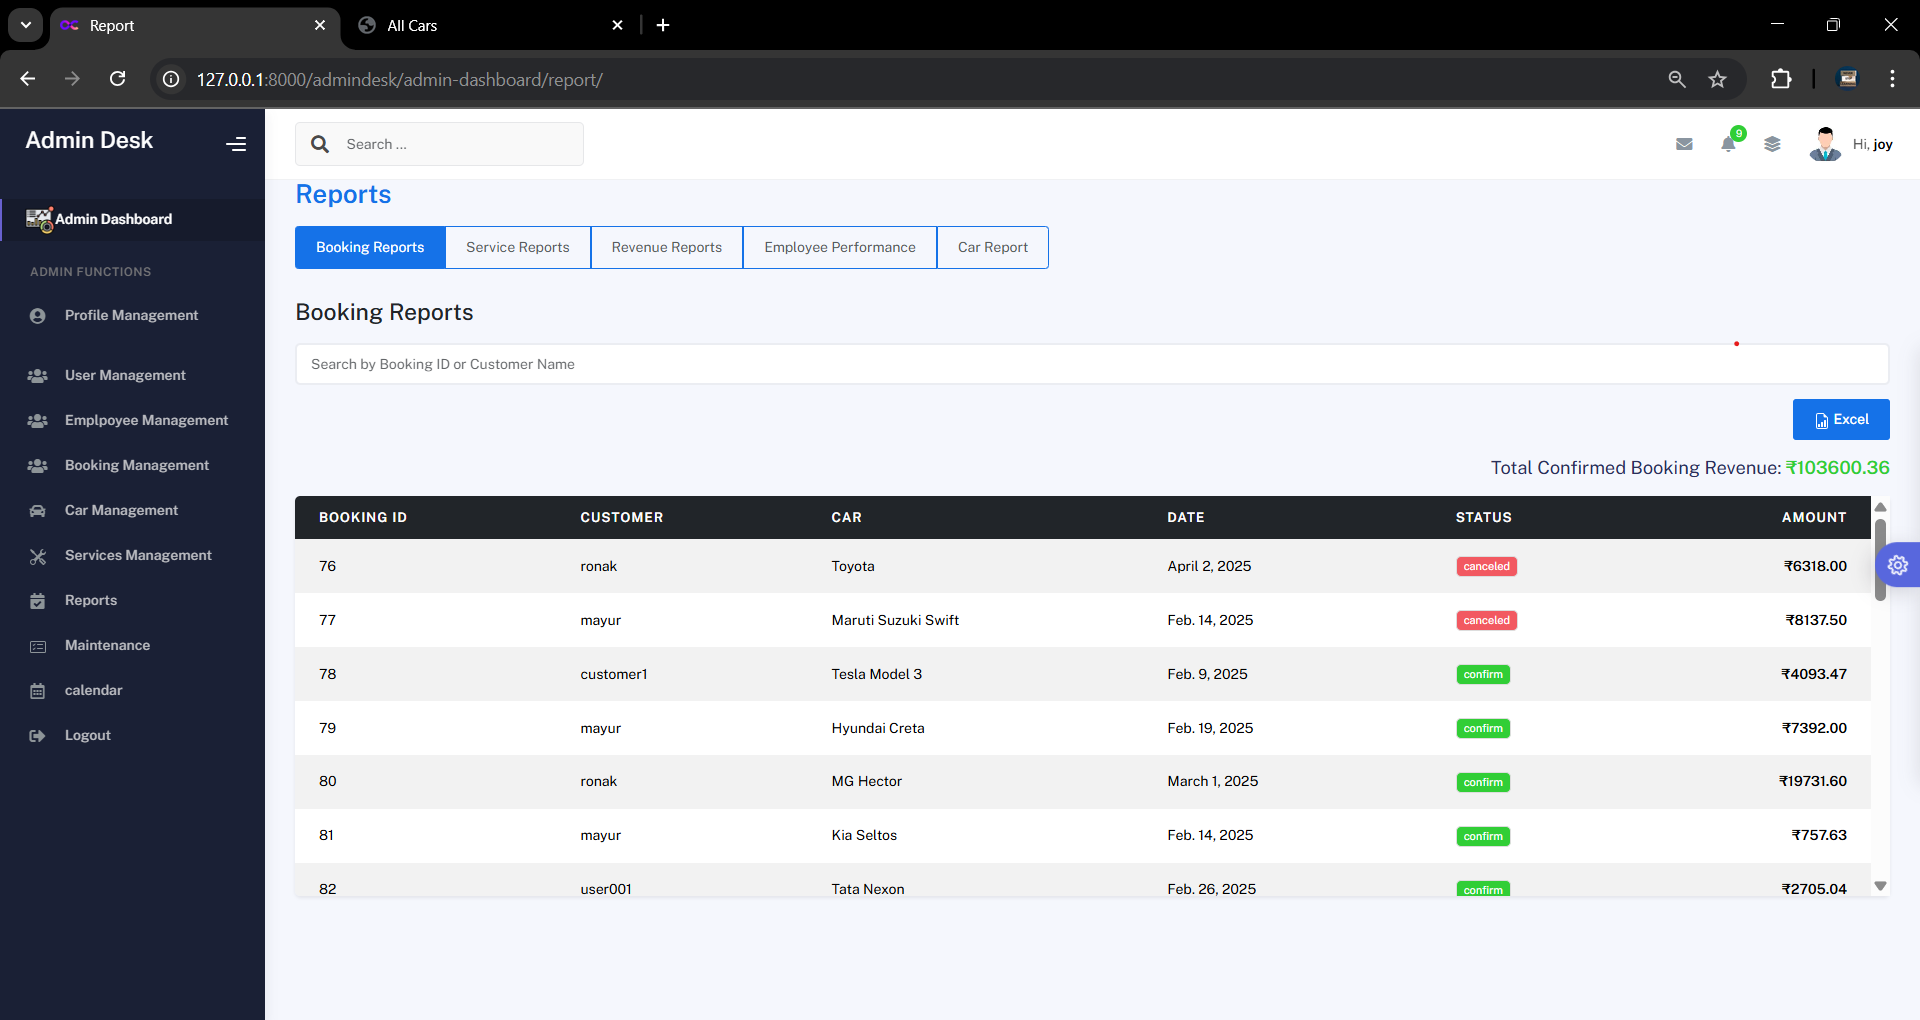 Report
All Cars
127.0.0.1:8000/admindesk/admin-dashboard/report/
Admin Desk
Search ...
9
Hi, joy
Admin Dashboard
ADMIN FUNCTIONS
Profile Management
User Management
Emplpoyee Management
Booking Management
Car Management
Services Management
Reports
Maintenance
calendar
Logout
Reports
Booking Reports Service Reports Revenue Reports Employee Performance Car Report
Booking Reports
Search by Booking ID or Customer Name
Excel
Total Confirmed Booking Revenue: ₹103600.36
BOOKING ID CUSTOMER CAR DATE STATUS AMOUNT
76 ronak Toyota April 2, 2025 canceled ₹6318.00
77 mayur Maruti Suzuki Swift Feb. 14, 2025 canceled ₹8137.50
78 customer1 Tesla Model 3 Feb. 9, 2025 confirm ₹4093.47
79 mayur Hyundai Creta Feb. 19, 2025 confirm ₹7392.00
80 ronak MG Hector March 1, 2025 confirm ₹19731.60
81 mayur Kia Seltos Feb. 14, 2025 confirm ₹757.63
82 user001 Tata Nexon Feb. 26, 2025 confirm ₹2705.04